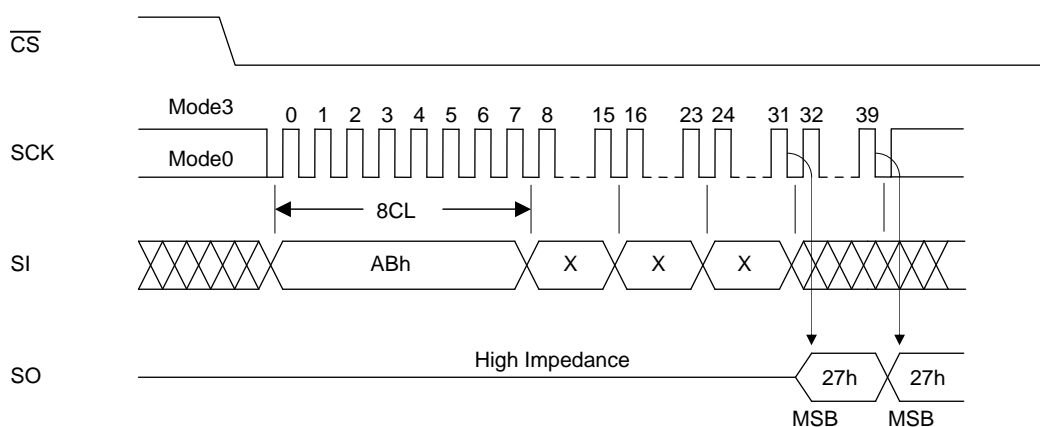 CS
Mode3
0 1 2 3 4 5 6 7 8 15 16 23 24 31 32 39
SCK
Mode0
8CL
SI
ABh X X X
High Impedance
SO
27h 27h
MSB MSB